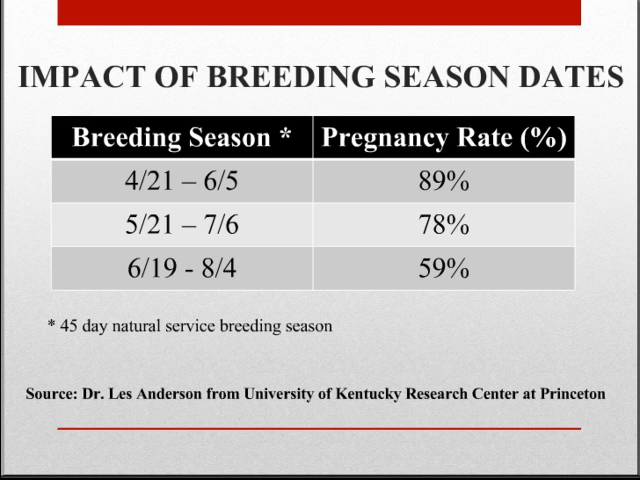 IMPACT OF BREEDING SEASON DATES
Breeding Season * Pregnancy Rate (%)
4/21 – 6/5 89%
5/21 – 7/6 78%
6/19 - 8/4 59%
* 45 day natural service breeding season
Source: Dr. Les Anderson from University of Kentucky Research Center at Princeton